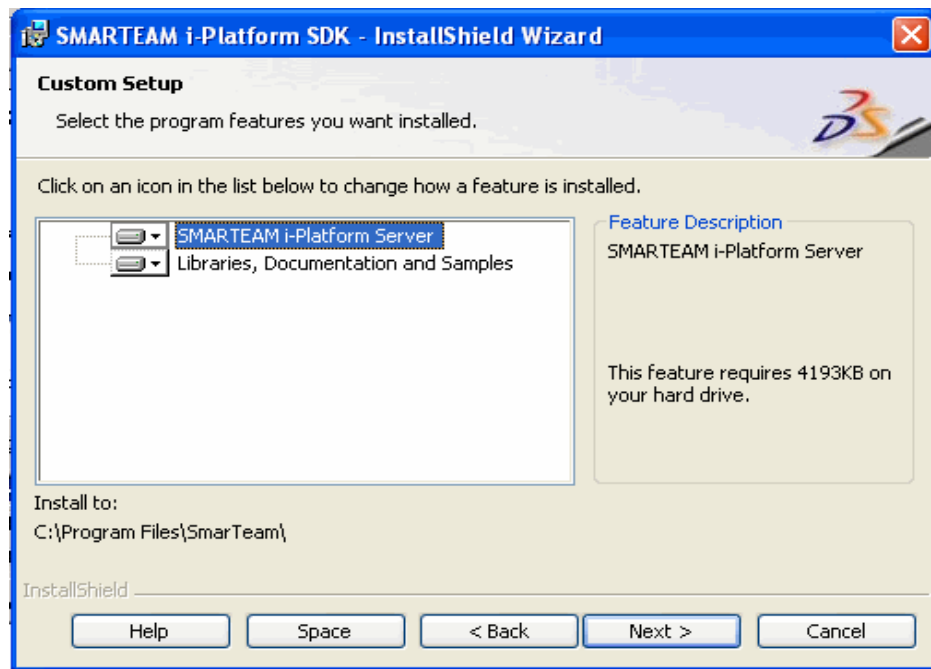 SMARTEAM i-Platform SDK - InstallShield Wizard
Custom Setup
Select the program features you want installed.
Click on an icon in the list below to change how a feature is installed.
SMARTEAM i-Platform Server
Libraries, Documentation and Samples
Feature Description
SMARTEAM i-Platform Server
This feature requires 4193KB on
your hard drive.
Install to:
C:\Program Files\SmarTeam\
InstallShield
Help
Space
< Back
Next >
Cancel